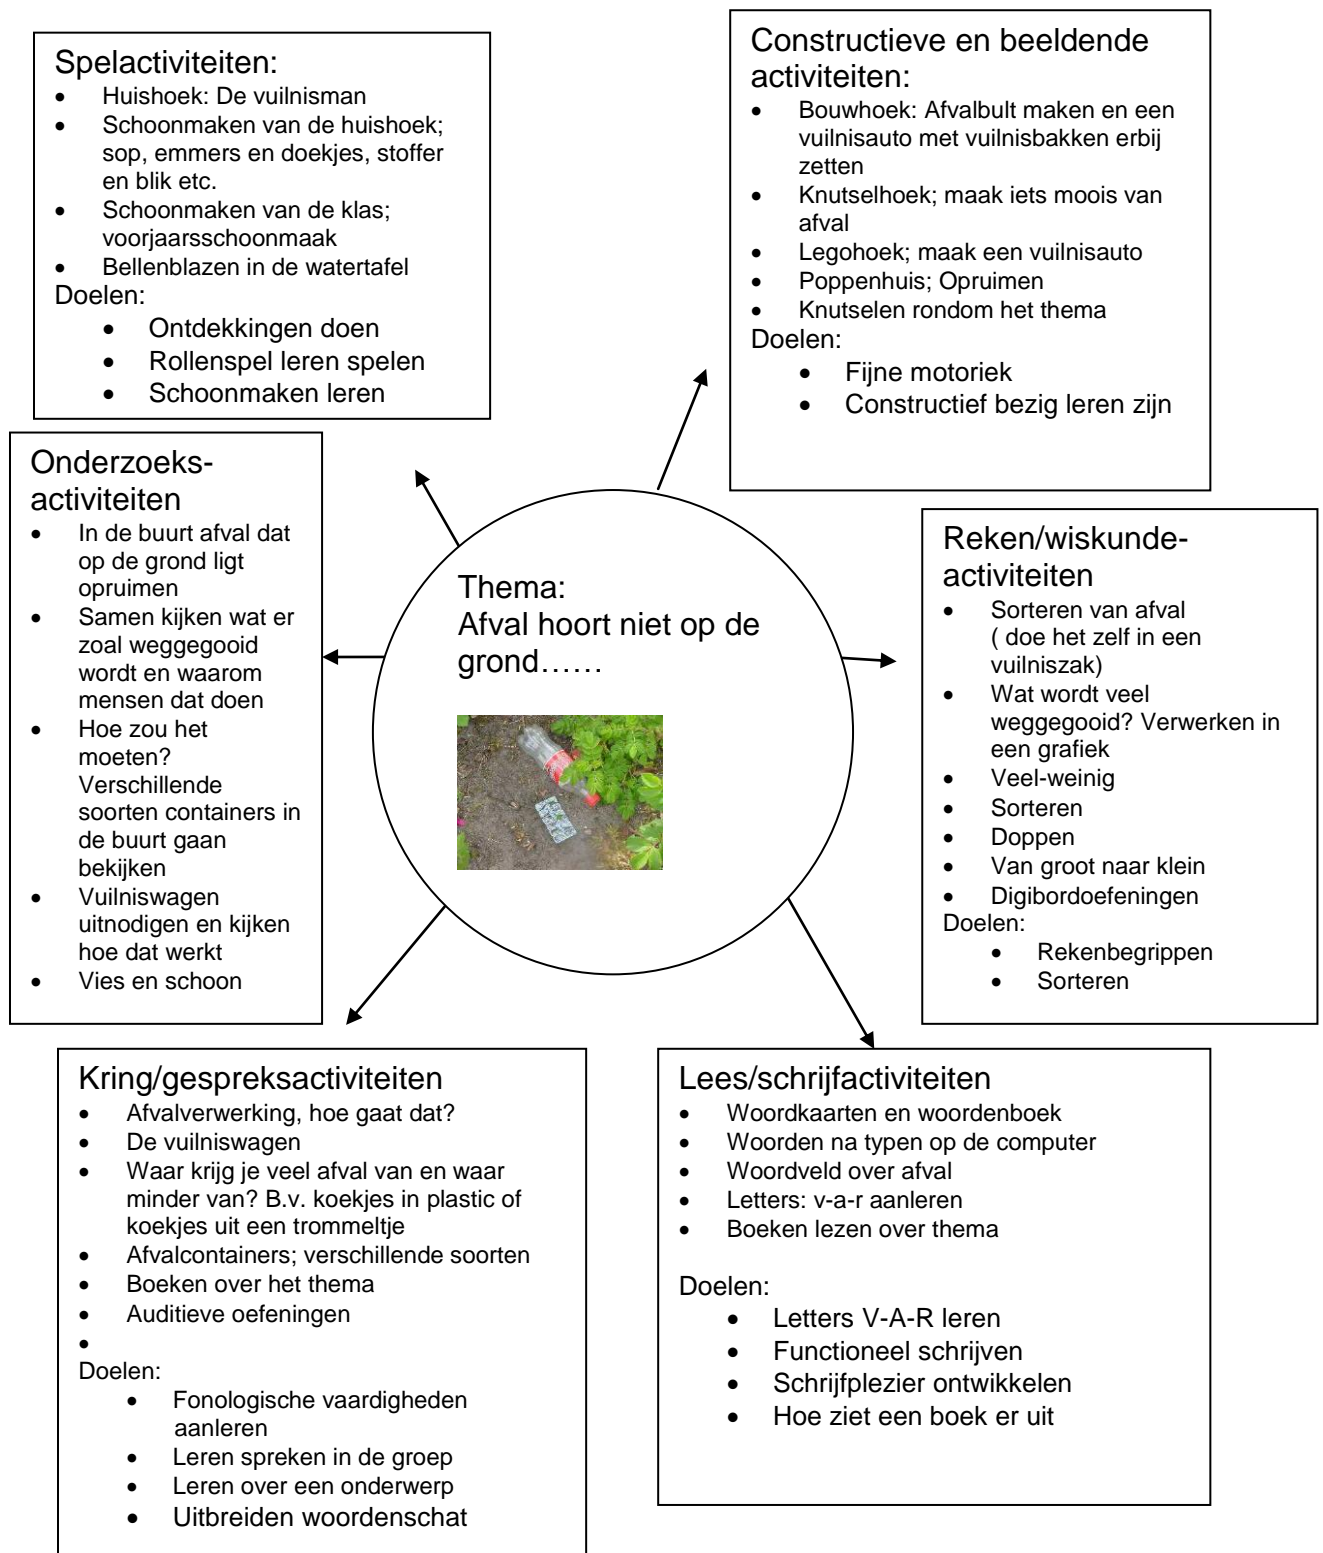 Spelactiviteiten:
• Huishoek: De vuilnisman
• Schoonmaken van de huishoek;
sop, emmers en doekjes, stoffer
en blik etc.
• Schoonmaken van de klas;
voorjaarsschoonmaak
• Bellenblazen in de watertafel
Doelen:
• Ontdekkingen doen
• Rollenspel leren spelen
• Schoonmaken leren
Constructieve en beeldende
activiteiten:
• Bouwhoek: Afvalbult maken en een
vuilnisauto met vuilnisbakken erbij
zetten
• Knutselhoek; maak iets moois van
afval
• Legohoek; maak een vuilnisauto
• Poppenhuis; Opruimen
• Knutselen rondom het thema
Doelen:
• Fijne motoriek
• Constructief bezig leren zijn
Onderzoeks-
activiteiten
• In de buurt afval dat
op de grond ligt
opruimen
• Samen kijken wat er
zoal weggegooid
wordt en waarom
mensen dat doen
• Hoe zou het
moeten?
Verschillende
soorten containers in
de buurt gaan
bekijken
• Vuilniswagen
uitnodigen en kijken
hoe dat werkt
• Vies en schoon
Thema:
Afval hoort niet op de
grond……
Reken/wiskunde-
activiteiten
• Sorteren van afval
( doe het zelf in een
vuilniszak)
• Wat wordt veel
weggegooid? Verwerken in
een grafiek
• Veel-weinig
• Sorteren
• Doppen
• Van groot naar klein
• Digibordoefeningen
Doelen:
• Rekenbegrippen
• Sorteren
Kring/gespreksactiviteiten
• Afvalverwerking, hoe gaat dat?
• De vuilniswagen
• Waar krijg je veel afval van en waar
minder van? B.v. koekjes in plastic of
koekjes uit een trommeltje
• Afvalcontainers; verschillende soorten
• Boeken over het thema
• Auditieve oefeningen
•
Doelen:
• Fonologische vaardigheden
aanleren
• Leren spreken in de groep
• Leren over een onderwerp
• Uitbreiden woordenschat
Lees/schrijfactiviteiten
• Woordkaarten en woordenboek
• Woorden na typen op de computer
• Woordveld over afval
• Letters: v-a-r aanleren
• Boeken lezen over thema
Doelen:
• Letters V-A-R leren
• Functioneel schrijven
• Schrijfplezier ontwikkelen
• Hoe ziet een boek er uit